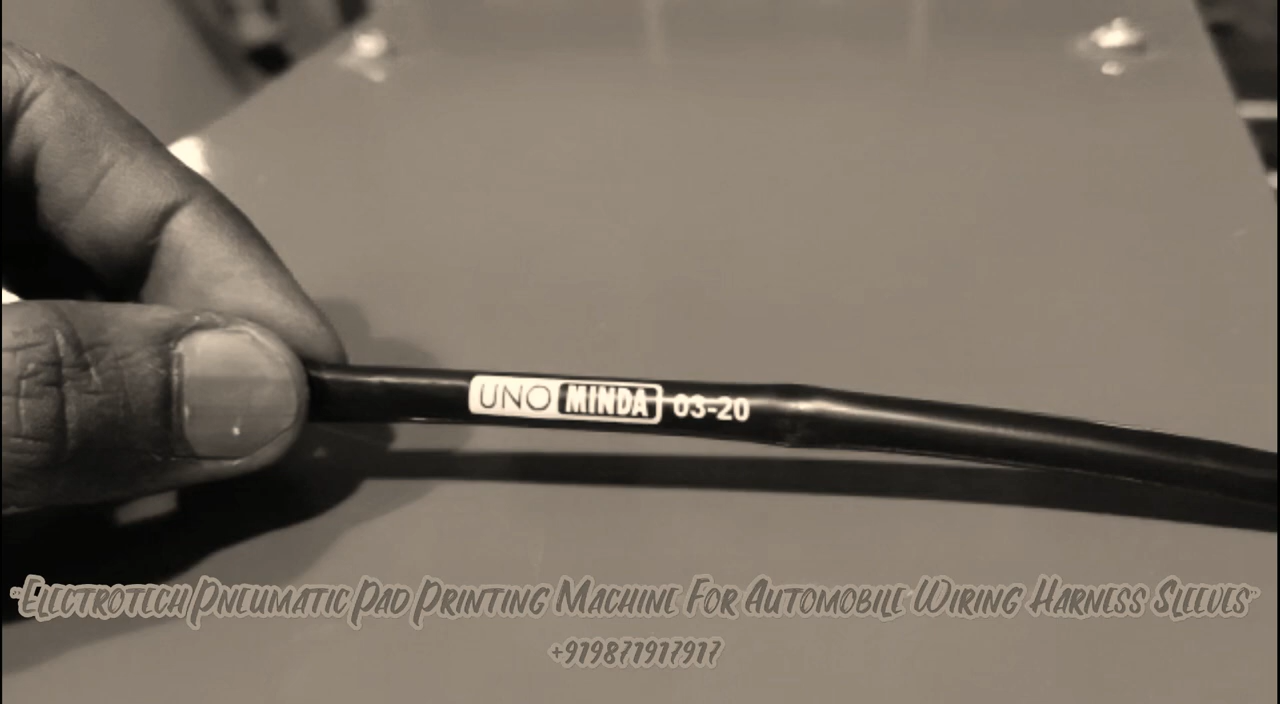 UNO MINDA 03-20
"Electrotech Pneumatic Pad Printing Machine For Automobile Wiring Harness Sleeves"
+919871917917